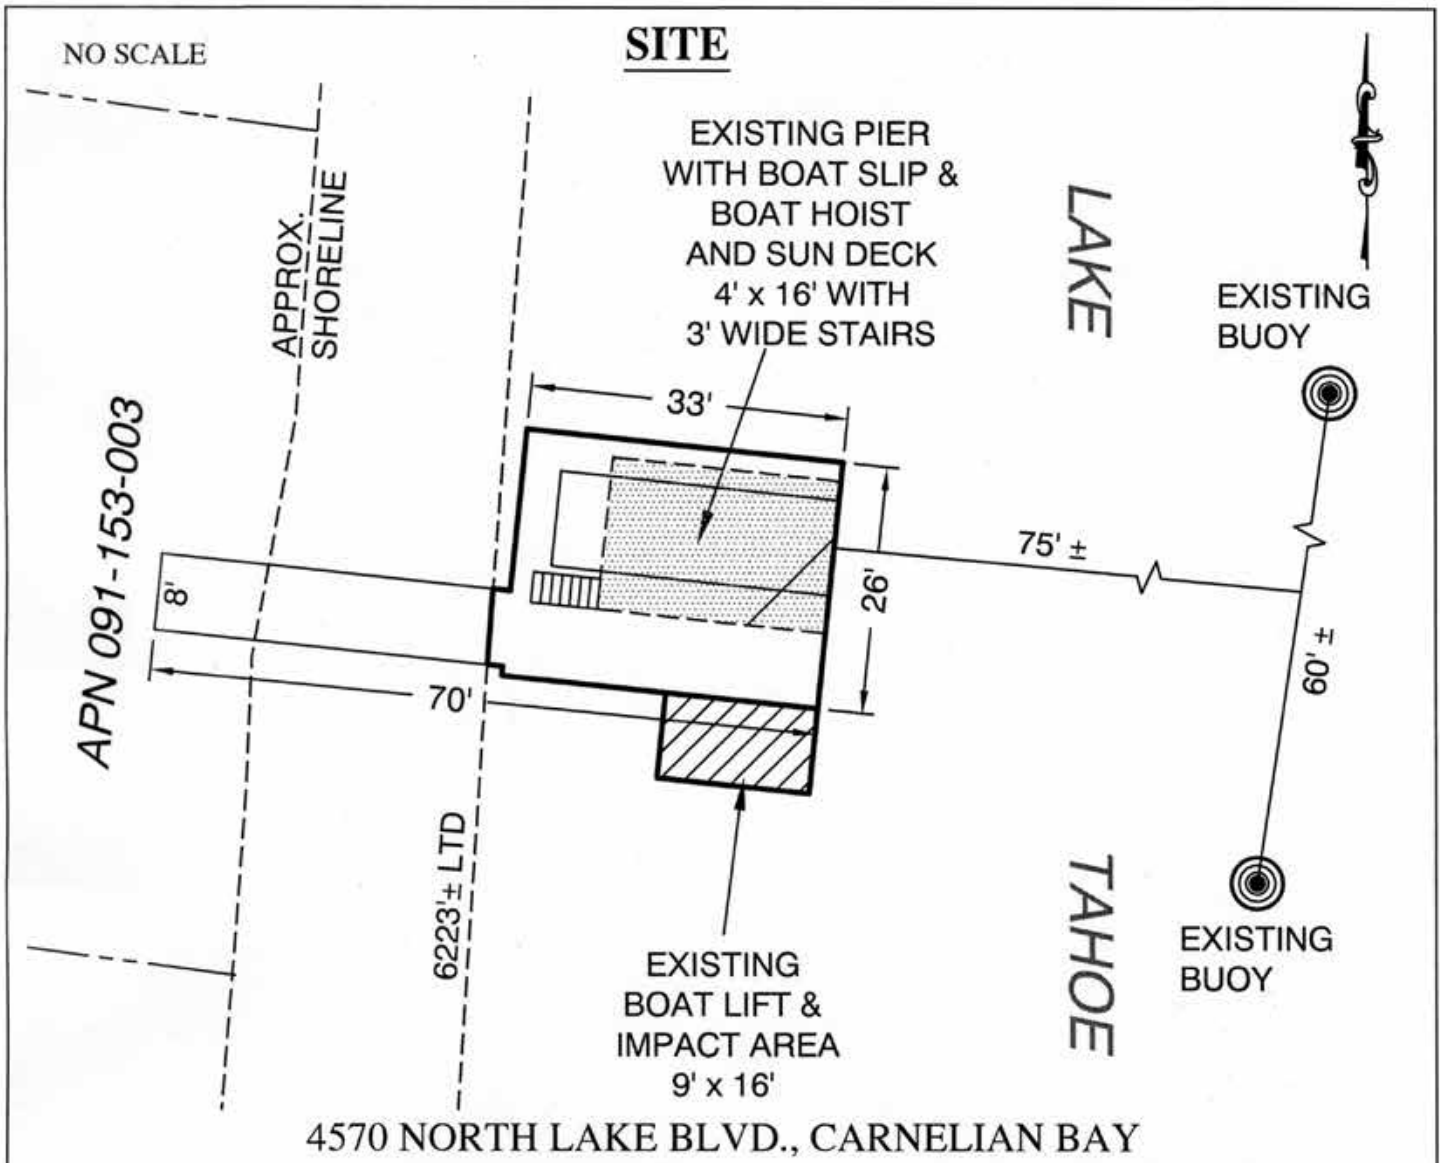 NO SCALE
SITE
EXISTING PIER
WITH BOAT SLIP &
BOAT HOIST
AND SUN DECK
4' x 16' WITH
3' WIDE STAIRS
LAKE
EXISTING
BUOY
APPROX.
SHORELINE
APN 091-153-003
33'
8'
26'
75' ±
60' ±
70'
6223'± LTD
EXISTING
BOAT LIFT &
IMPACT AREA
9' x 16'
TAHOE
EXISTING
BUOY
4570 NORTH LAKE BLVD., CARNELIAN BAY